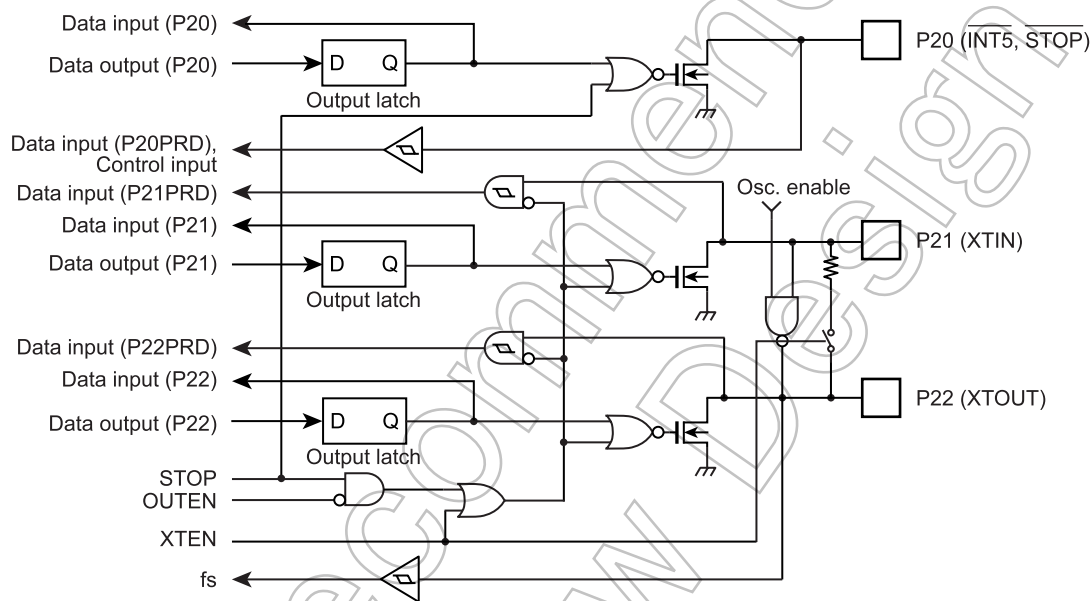 Data input (P20)
Data output (P20)
D Q
Output latch
P20 (INT5, STOP)
Data input (P20PRD),
Control input
Data input (P21PRD)
Osc. enable
Data input (P21)
P21 (XTIN)
Data output (P21)
D Q
Output latch
Data input (P22PRD)
Data input (P22)
P22 (XTOUT)
Data output (P22)
D Q
Output latch
STOP
OUTEN
XTEN
fs
ecommen
w Design